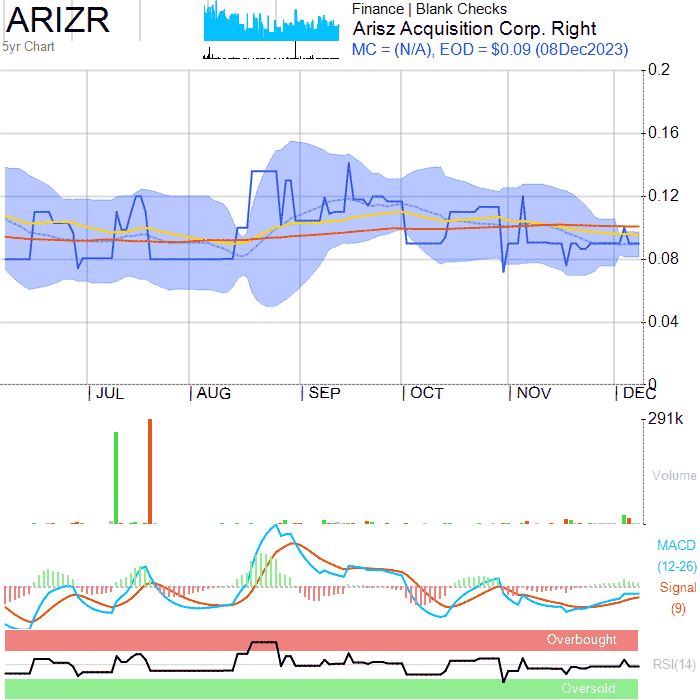 ARIZR
5yr Chart
Finance | Blank Checks
Arisz Acquisition Corp. Right
MC = (N/A), EOD = $0.09 (08Dec2023)
0.2
0.16
0.12
0.08
0.04
0
JUL AUG SEP OCT NOV DEC
291k
Volume
MACD
(12-26)
Signal
(9)
Overbought
RSI(14)
Oversold